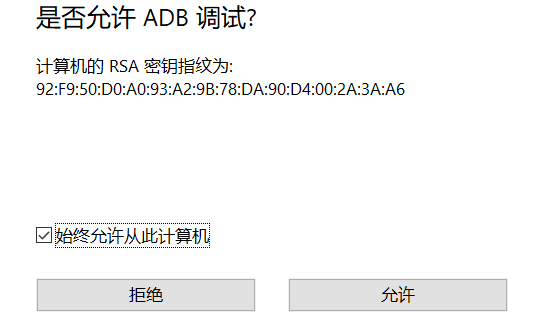 是否允许 ADB 调试?
计算机的 RSA 密钥指纹为:
92:F9:50:D0:A0:93:A2:9B:78:DA:90:D4:00:2A:3A:A6
始终允许从此计算机
拒绝
允许